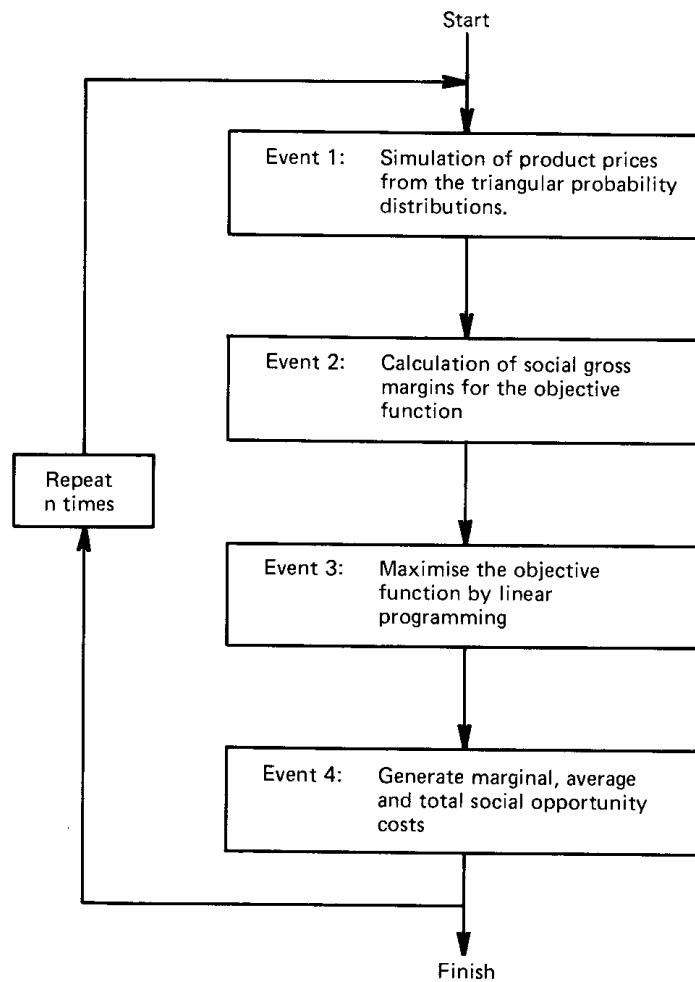 Start
Event 1: Simulation of product prices
from the triangular probability
distributions.
Event 2: Calculation of social gross
margins for the objective
function
Repeat
n times
Event 3: Maximise the objective
function by linear
programming
Event 4: Generate marginal, average
and total social opportunity
costs
Finish